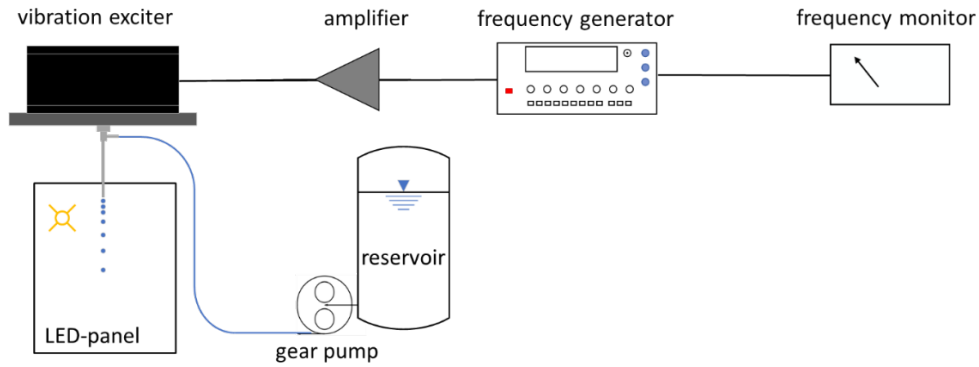 vibration exciter
amplifier
frequency generator
frequency monitor
reservoir
LED-panel
gear pump